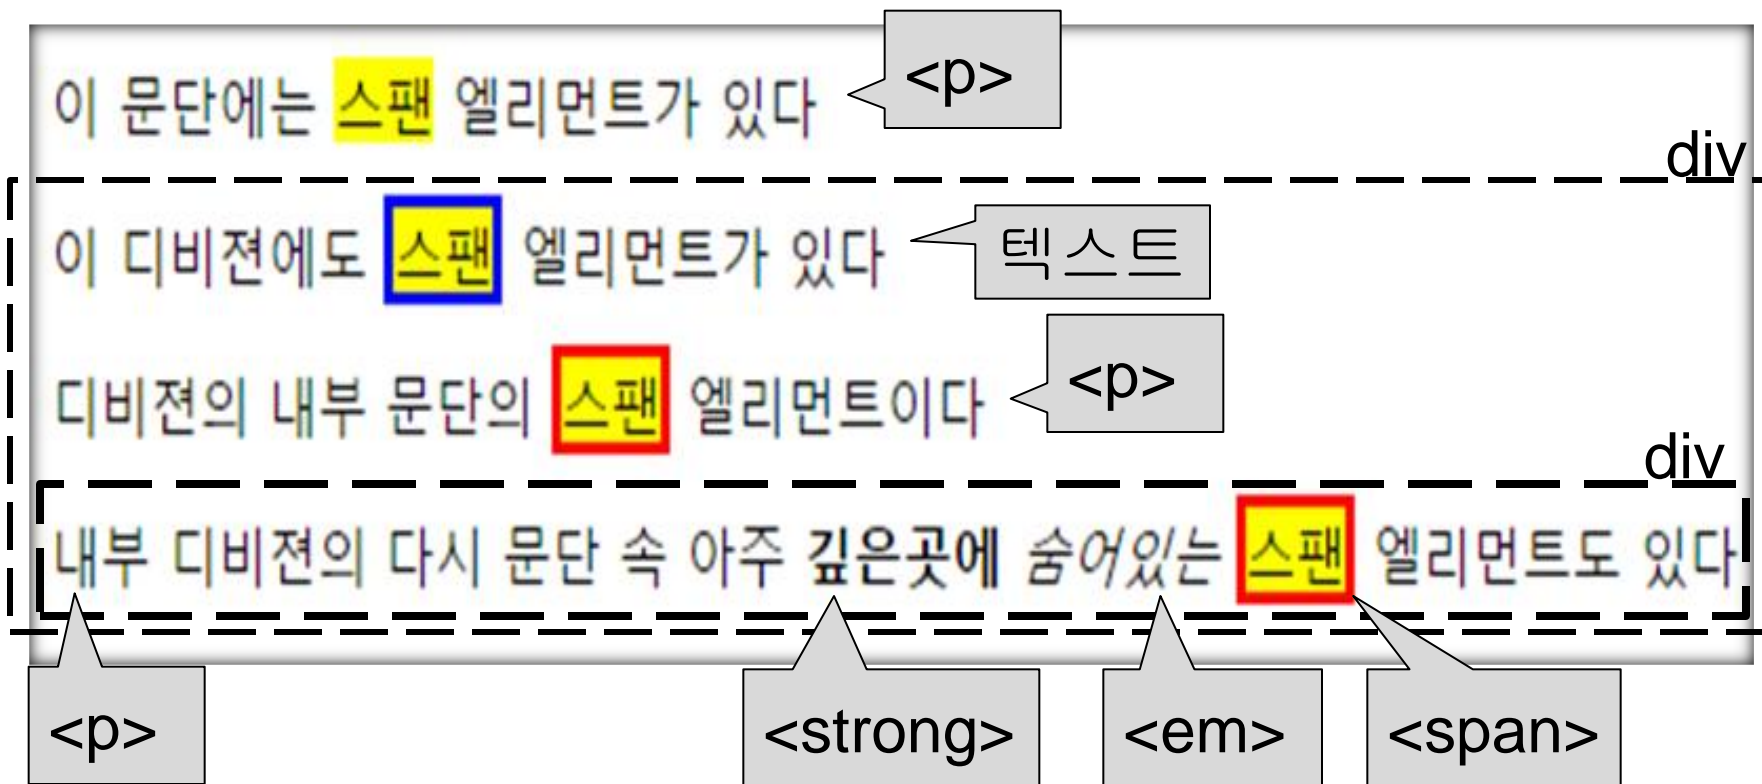 이 문단에는 스팬 엘리먼트가 있다
<p>
div
이 디비젼에도 스팬 엘리먼트가 있다
텍스트
디비젼의 내부 문단의 스팬 엘리먼트이다
<p>
div
내부 디비젼의 다시 문단 속 아주 깊은곳에 숨어있는 스팬 엘리먼트도 있다
<p>
<strong>
<em>
<span>